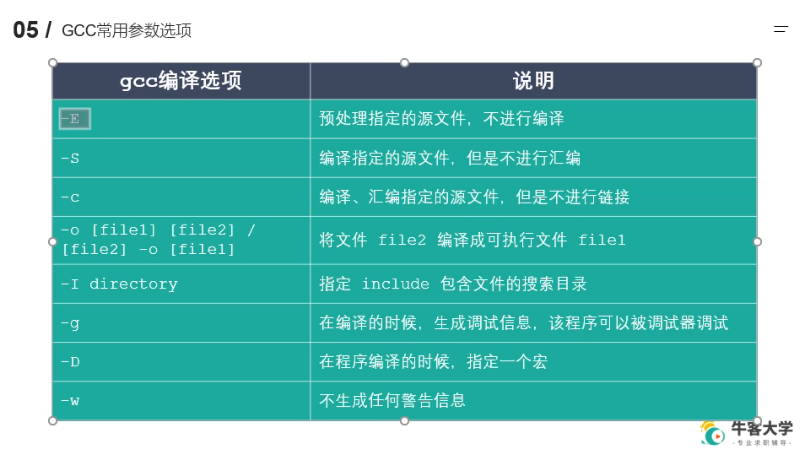 05 / GCC常用参数选项
gcc编译选项 说明
-E 预处理指定的源文件，不进行编译
-S 编译指定的源文件，但是不进行汇编
-c 编译、汇编指定的源文件，但是不进行链接
-o [file1] [file2] /
[file2] -o [file1] 将文件 file2 编译成可执行文件 file1
-I directory 指定 include 包含文件的搜索目录
-g 在编译的时候，生成调试信息，该程序可以被调试器调试
-D 在程序编译的时候，指定一个宏
-w 不生成任何警告信息
牛客大学
-专业求职辅导-